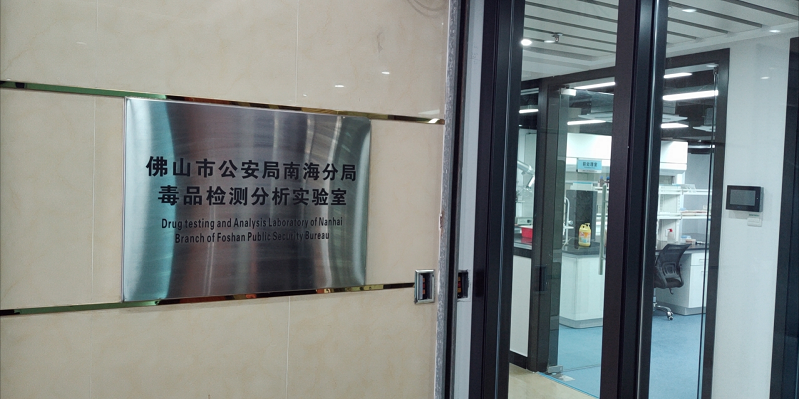 佛山市公安局南海分局
毒品检测分析实验室
Drug testing and Analysis Laboratory of Nanhai
Branch of Foshan Public Security Bureau